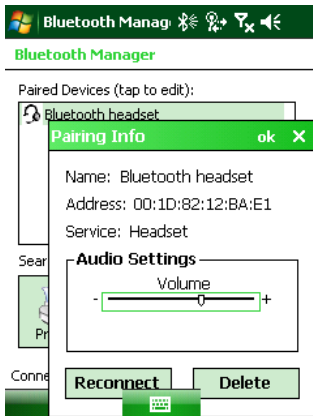 Bluetooth Manag
Bluetooth Manager
Paired Devices (tap to edit):
Bluetooth headset
Pairing Info ok X
Name: Bluetooth headset
Address: 00:1D:82:12:BA:E1
Service: Headset
Audio Settings
Volume
- +
Sear
Pr
Conne
Reconnect Delete